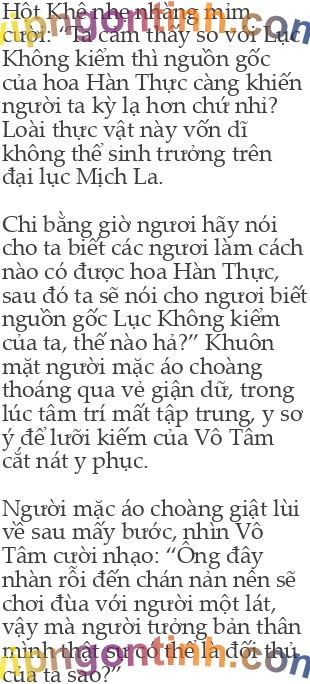 Hột Khê nhẹ nhàng mỉm
cười: “Ta cảm thấy so với Lục
Không kiếm thì nguồn gốc
của hoa Hàn Thực càng khiến
người ta kỳ lạ hơn chứ nhỉ?
Loài thực vật này vốn dĩ
không thể sinh trưởng trên
đại lục Mịch La.
Chi bằng giờ ngươi hãy nói
cho ta biết các ngươi làm cách
nào có được hoa Hàn Thực,
sau đó ta sẽ nói cho ngươi biết
nguồn gốc Lục Không kiếm
của ta, thế nào hả?” Khuôn
mặt người mặc áo choàng
thoáng qua vẻ giận dữ, trong
lúc tâm trí mất tập trung, y sơ
ý để lưỡi kiếm của Vô Tâm
cắt nát y phục.
Người mặc áo choàng giật lùi
về sau mấy bước, nhìn Vô
Tâm cười nhạo: “Ông đây
nhàn rỗi đến chán nản nên sẽ
chơi đùa với ngươi một lát,
vậy mà ngươi tưởng bản thân
mình thật sự có thể là đối thủ
của ta sao?”
vipngontinh.com
vipngontinh.com